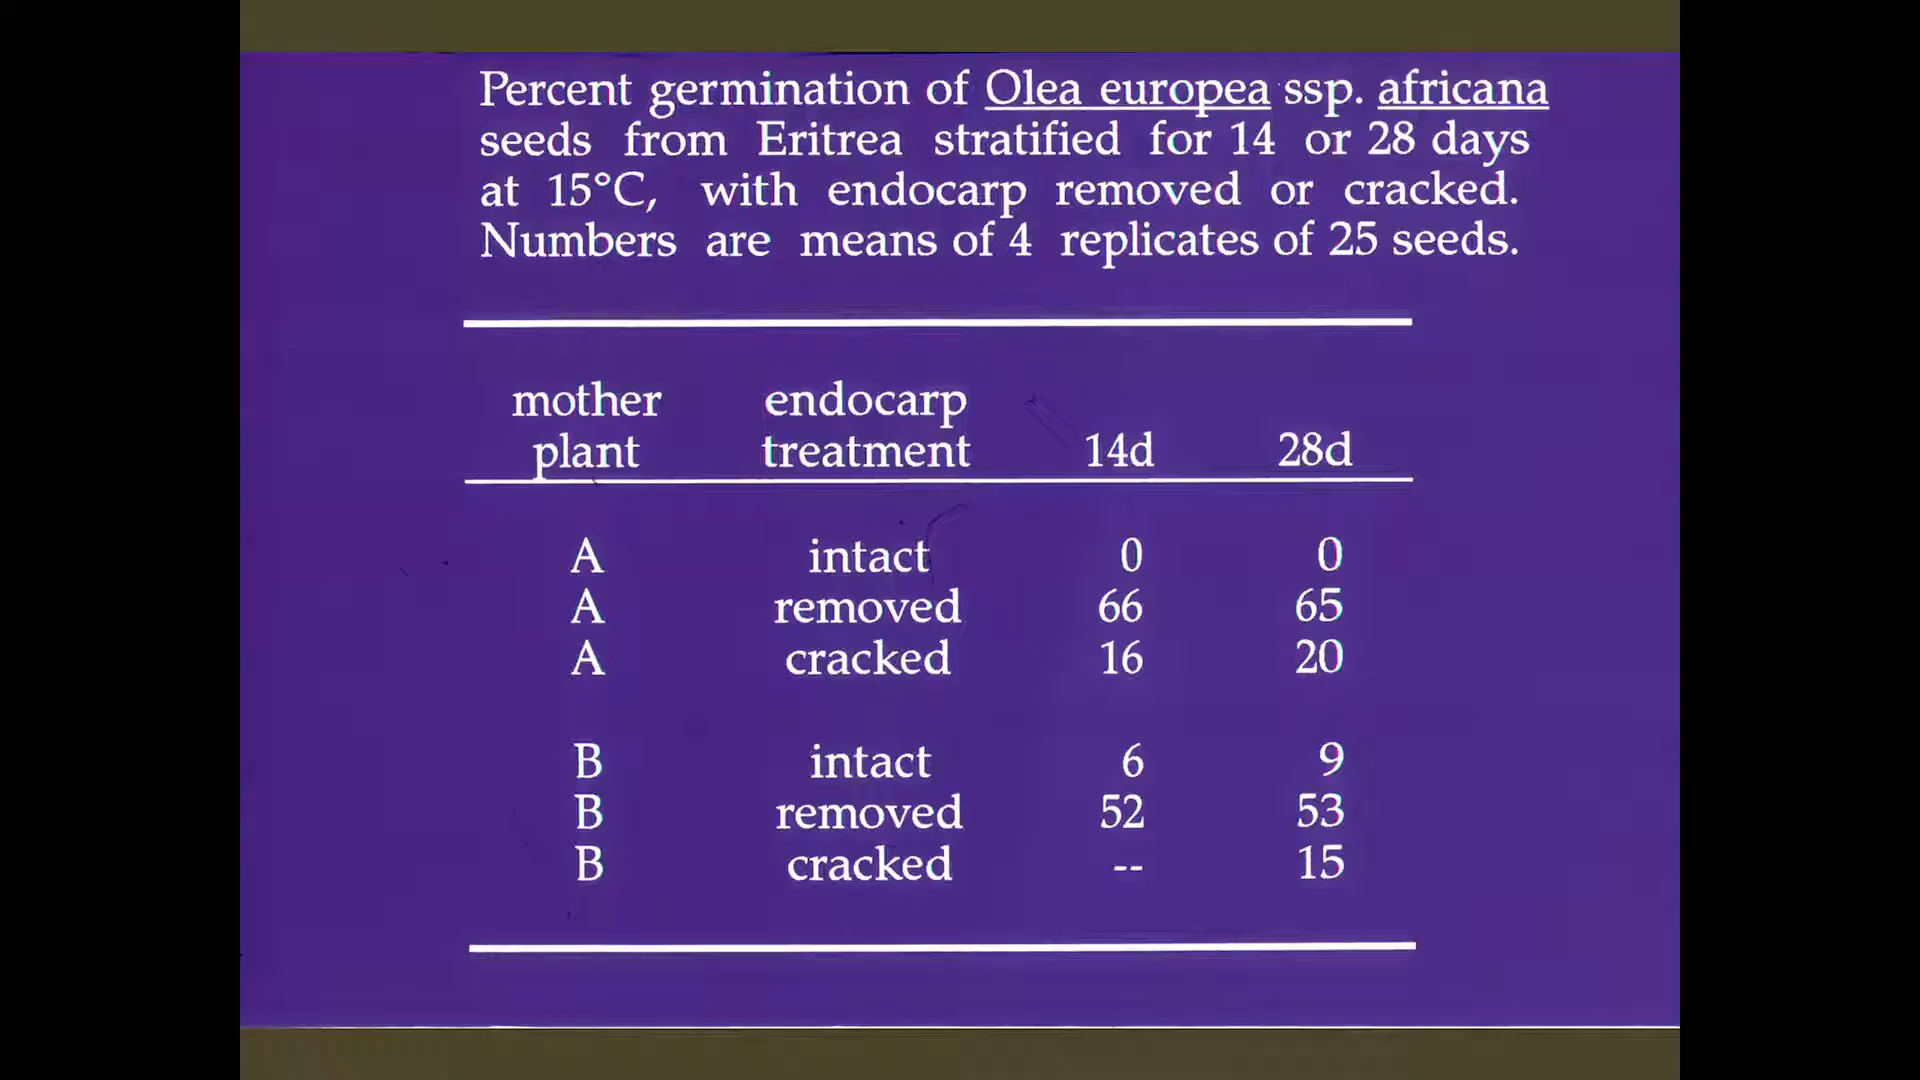 Percent germination of Olea europea ssp. africana
seeds from Eritrea stratified for 14 or 28 days
at 15°C, with endocarp removed or cracked.
Numbers are means of 4 replicates of 25 seeds.
mother endocarp
plant treatment 14d 28d
A intact 0 0
A removed 66 65
A cracked 16 20
B intact 6 9
B removed 52 53
B cracked -- 15